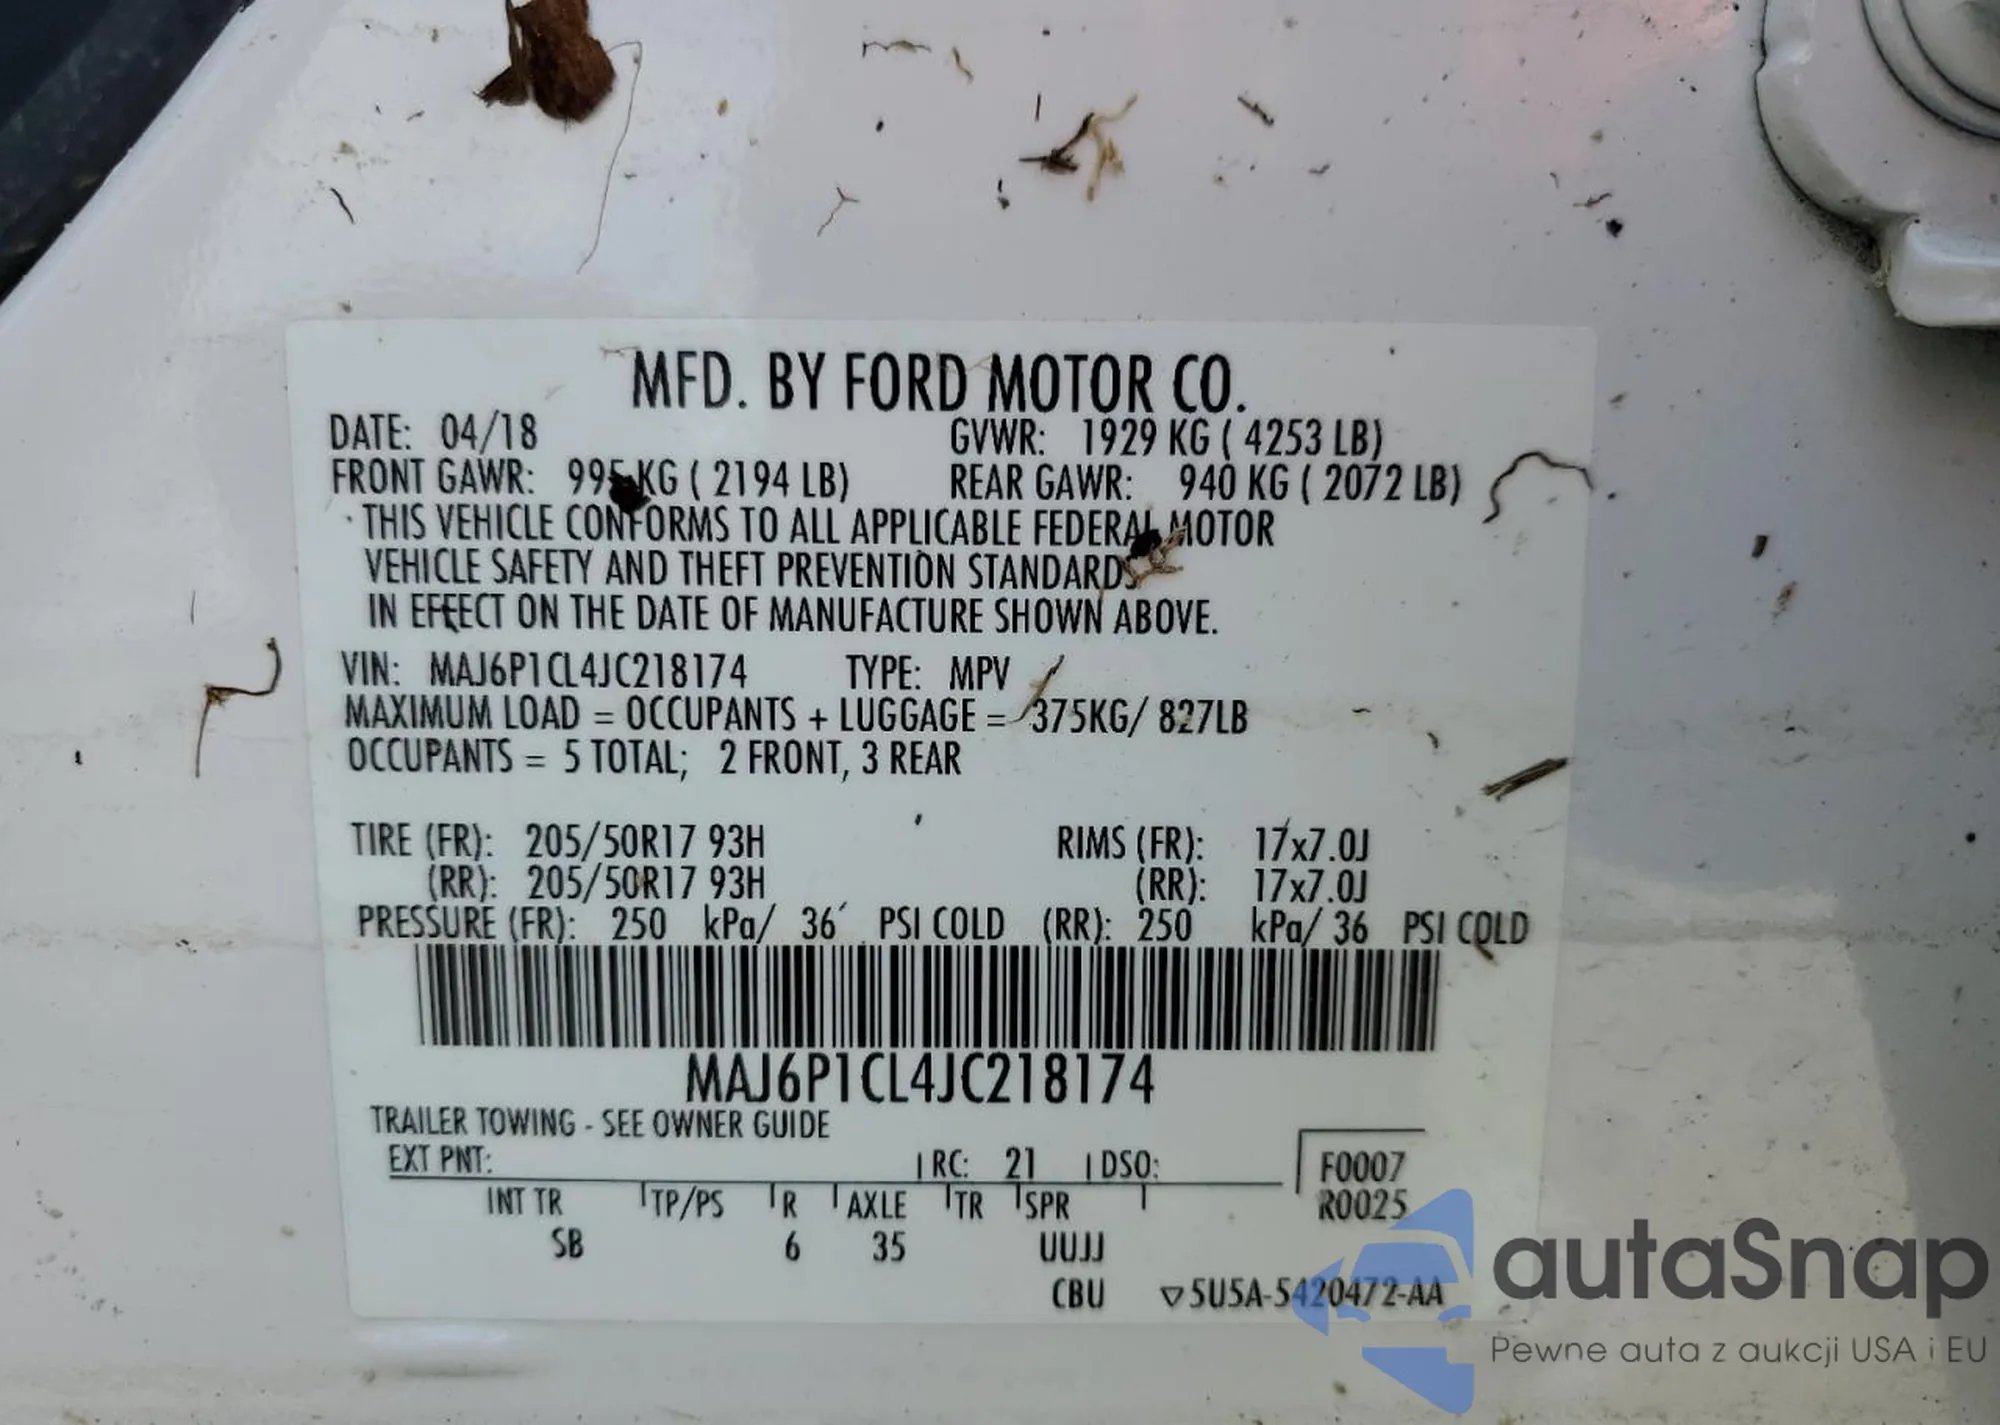 MFD. BY FORD MOTOR CO.
DATE: 04/18 GVWR: 1929 KG ( 4253 LB)
FRONT GAWR: 995 KG ( 2194 LB) REAR GAWR: 940 KG ( 2072 LB)
THIS VEHICLE CONFORMS TO ALL APPLICABLE FEDERAL MOTOR
VEHICLE SAFETY AND THEFT PREVENTION STANDARDS
IN EFFECT ON THE DATE OF MANUFACTURE SHOWN ABOVE.
VIN: MAJ6P1CL4JC218174 TYPE: MPV
MAXIMUM LOAD = OCCUPANTS + LUGGAGE = 375KG/ 827LB
OCCUPANTS = 5 TOTAL; 2 FRONT, 3 REAR
TIRE (FR): 205/50R17 93H RIMS (FR): 17x7.0J
(RR): 205/50R17 93H (RR): 17x7.0J
PRESSURE (FR): 250 kPa/ 36 PSI COLD (RR): 250 kPa/ 36 PSI COLD
MAJ6P1CL4JC218174
TRAILER TOWING - SEE OWNER GUIDE
EXT PNT: RC: 21 DSO: F0007
INT TR TP/PS R AXLE TR SPR R0025
SB 6 35 UUJJ
CBU ▽5U5A-5420472-AA
autaSnap
Pewne auta z aukcji USA i EU